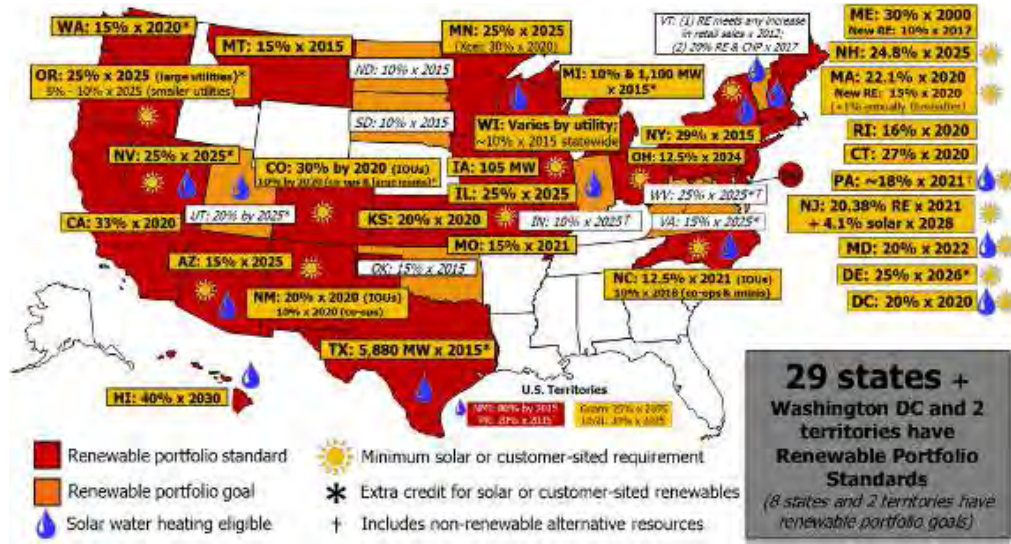 WA: 15% x 2020*
MT: 15% x 2015
MN: 25% x 2025
(Xcel: 30% x 2020)
VT: (1) RE meets any increase
in retail sales x 2012;
(2) 20% RE & CHP x 2017
ME: 30% x 2000
New RE: 10% x 2017
NH: 24.8% x 2025
MA: 22.1% x 2020
New RE: 15% x 2020
(+1% annually thereafter)
RI: 16% x 2020
CT: 27% x 2020
PA: ~18% x 2021†
NJ: 20.38% RE x 2021
+ 4.1% solar x 2028
MD: 20% x 2022
DE: 25% x 2026*
DC: 20% x 2020
OR: 25% x 2025 (large utilities)*
5% - 10% x 2025 (smaller utilities)
ND: 10% x 2015
SD: 10% x 2015
MI: 10% & 1,100 MW
x 2015*
WI: Varies by utility;
~10% x 2015 statewide
NY: 29% x 2015
NV: 25% x 2025*
CO: 30% by 2020 (IOUs)
10% by 2020 (co-ops &
IA: 105 MW
OH: 12.5% x 2024
IL: 25% x 2025
WV: 25% x 2025*†
CA: 33% x 2020
UT: 20% by 2025*
KS: 20% x 2020
IN: 10% x 2025†
VA: 15% x 2025*
MO: 15% x 2021
AZ: 15% x 2025
OK: 15% x 2015
NM: 20% x 2020 (IOUs)
10% x 2020 (co-ops)
NC: 12.5% x 2021 (IOUs)
10% x 2018 (co-ops & munis)
TX: 5,880 MW x 2015*
HI: 40% x 2030
U.S. Territories
29 states +
Washington DC and 2
territories have
Renewable Portfolio
Standards
(8 states and 2 territories have
renewable portfolio goals)
Renewable portfolio standard
Renewable portfolio goal
Solar water heating eligible
Minimum solar or customer-sited requirement
* Extra credit for solar or customer-sited renewables
† Includes non-renewable alternative resources